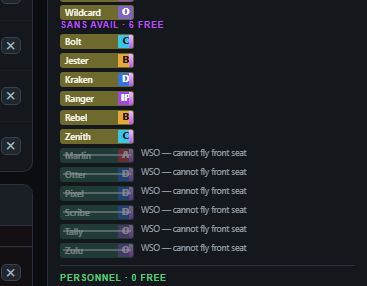 Wildcard O
SANS AVAIL · 6 FREE
Bolt C
Jester B
Kraken D
Ranger IP
Rebel B
Zenith C
Marlin A WSO — cannot fly front seat
Otter D WSO — cannot fly front seat
Pixel D WSO — cannot fly front seat
Scribe D WSO — cannot fly front seat
Tally O WSO — cannot fly front seat
Zulu O WSO — cannot fly front seat
PERSONNEL · 0 FREE